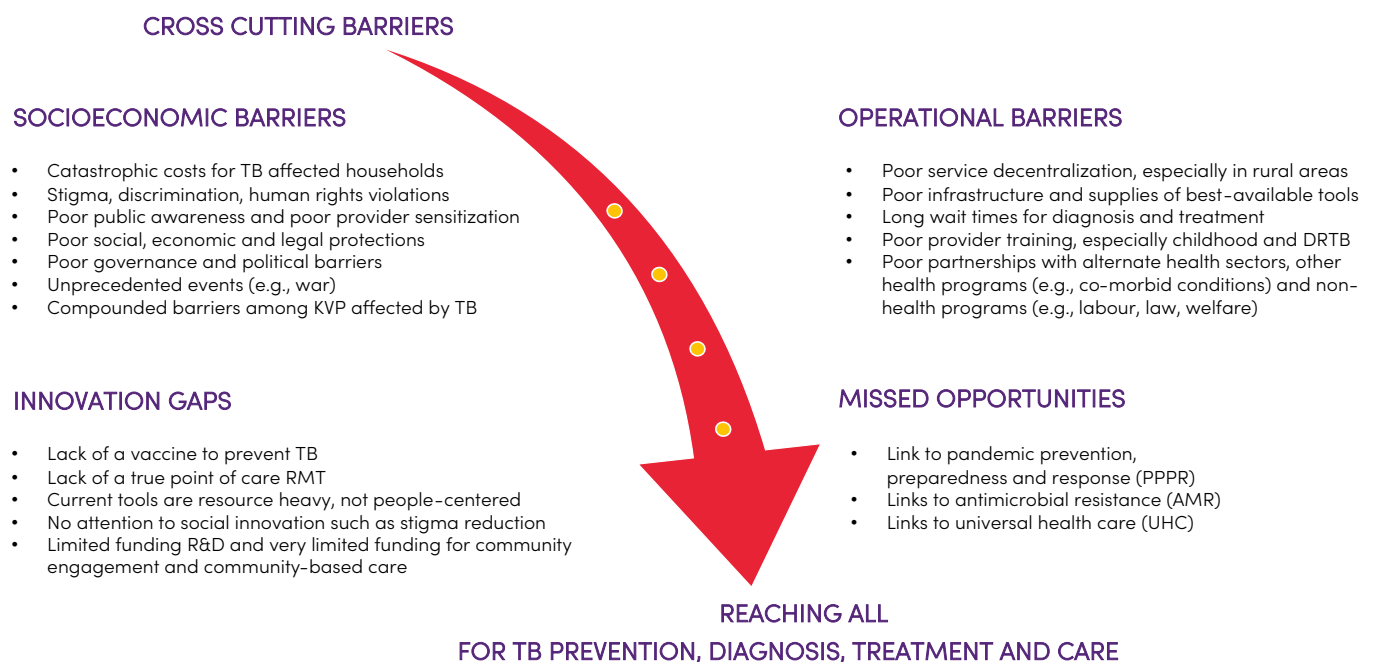 CROSS CUTTING BARRIERS
SOCIOECONOMIC BARRIERS
• Catastrophic costs for TB affected households
• Stigma, discrimination, human rights violations
• Poor public awareness and poor provider sensitization
• Poor social, economic and legal protections
• Poor governance and political barriers
• Unprecedented events (e.g., war)
• Compounded barriers among KVP affected by TB
OPERATIONAL BARRIERS
• Poor service decentralization, especially in rural areas
• Poor infrastructure and supplies of best-available tools
• Long wait times for diagnosis and treatment
• Poor provider training, especially childhood and DRTB
• Poor partnerships with alternate health sectors, other
health programs (e.g., co-morbid conditions) and non-
health programs (e.g., labour, law, welfare)
INNOVATION GAPS
• Lack of a vaccine to prevent TB
• Lack of a true point of care RMT
• Current tools are resource heavy, not people-centered
• No attention to social innovation such as stigma reduction
• Limited funding R&D and very limited funding for community
engagement and community-based care
MISSED OPPORTUNITIES
• Link to pandemic prevention,
preparedness and response (PPPR)
• Links to antimicrobial resistance (AMR)
• Links to universal health care (UHC)
REACHING ALL
FOR TB PREVENTION, DIAGNOSIS, TREATMENT AND CARE